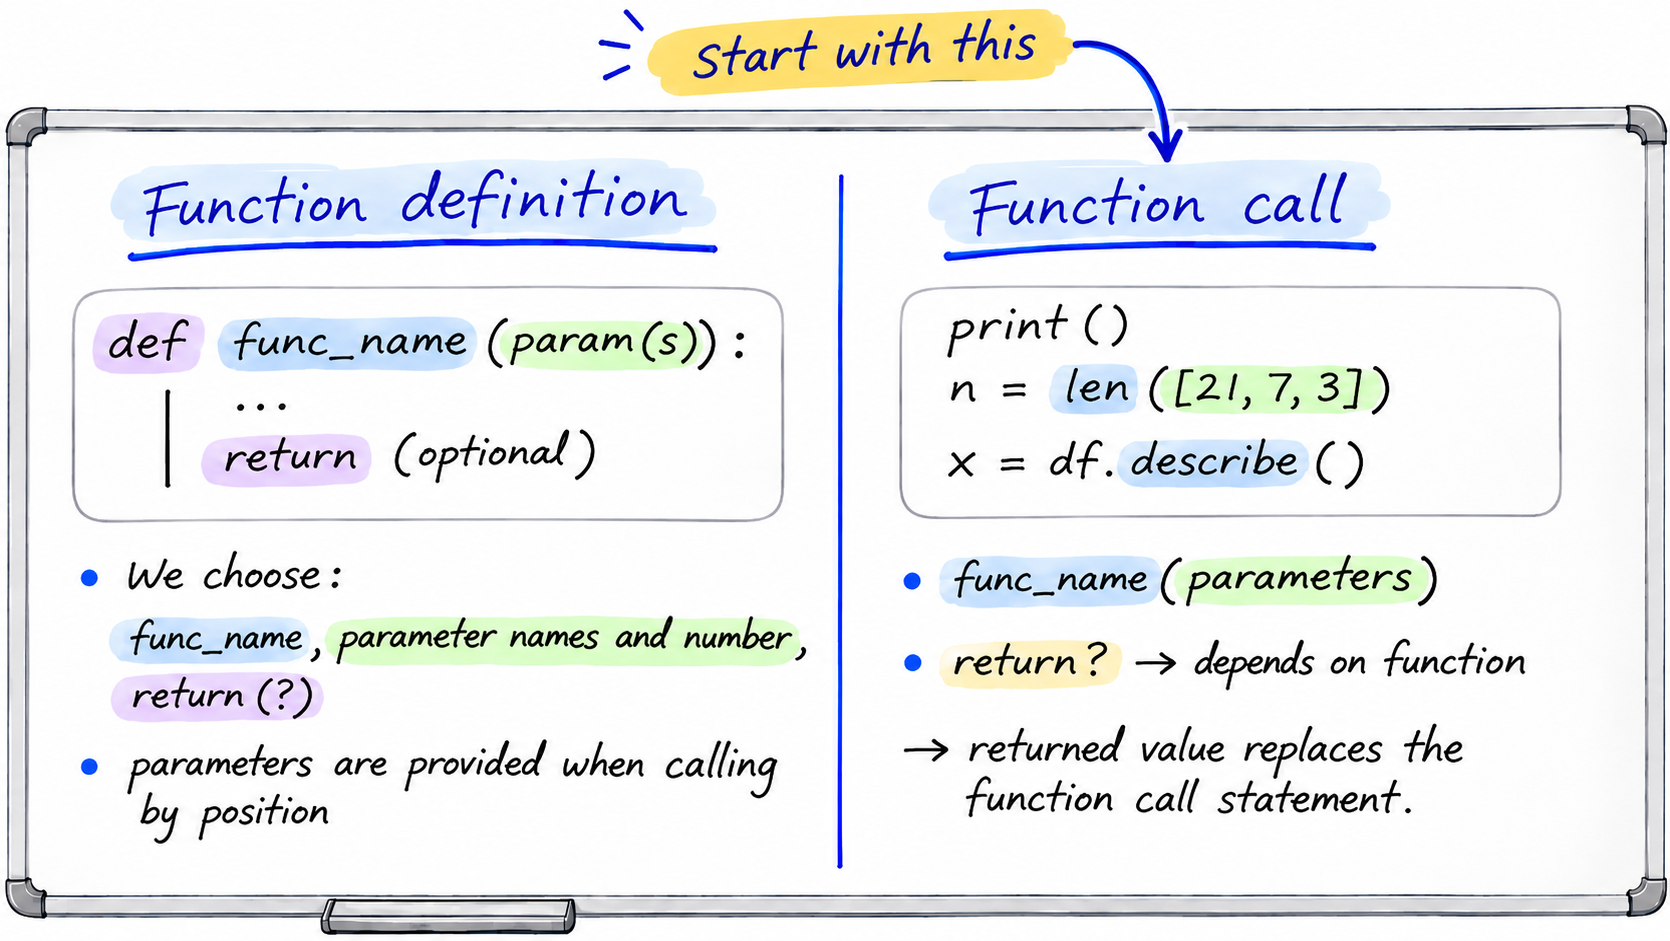 Start with this
Function definition
def func_name (param(s)) :
...
return (optional)
• We choose:
func_name, parameter names and number,
return (?)
• parameters are provided when calling
by position
Function call
print ()
n = len ([21, 7, 3])
x = df. describe ()
• func_name (parameters)
• return ? → depends on function
→ returned value replaces the
function call statement.